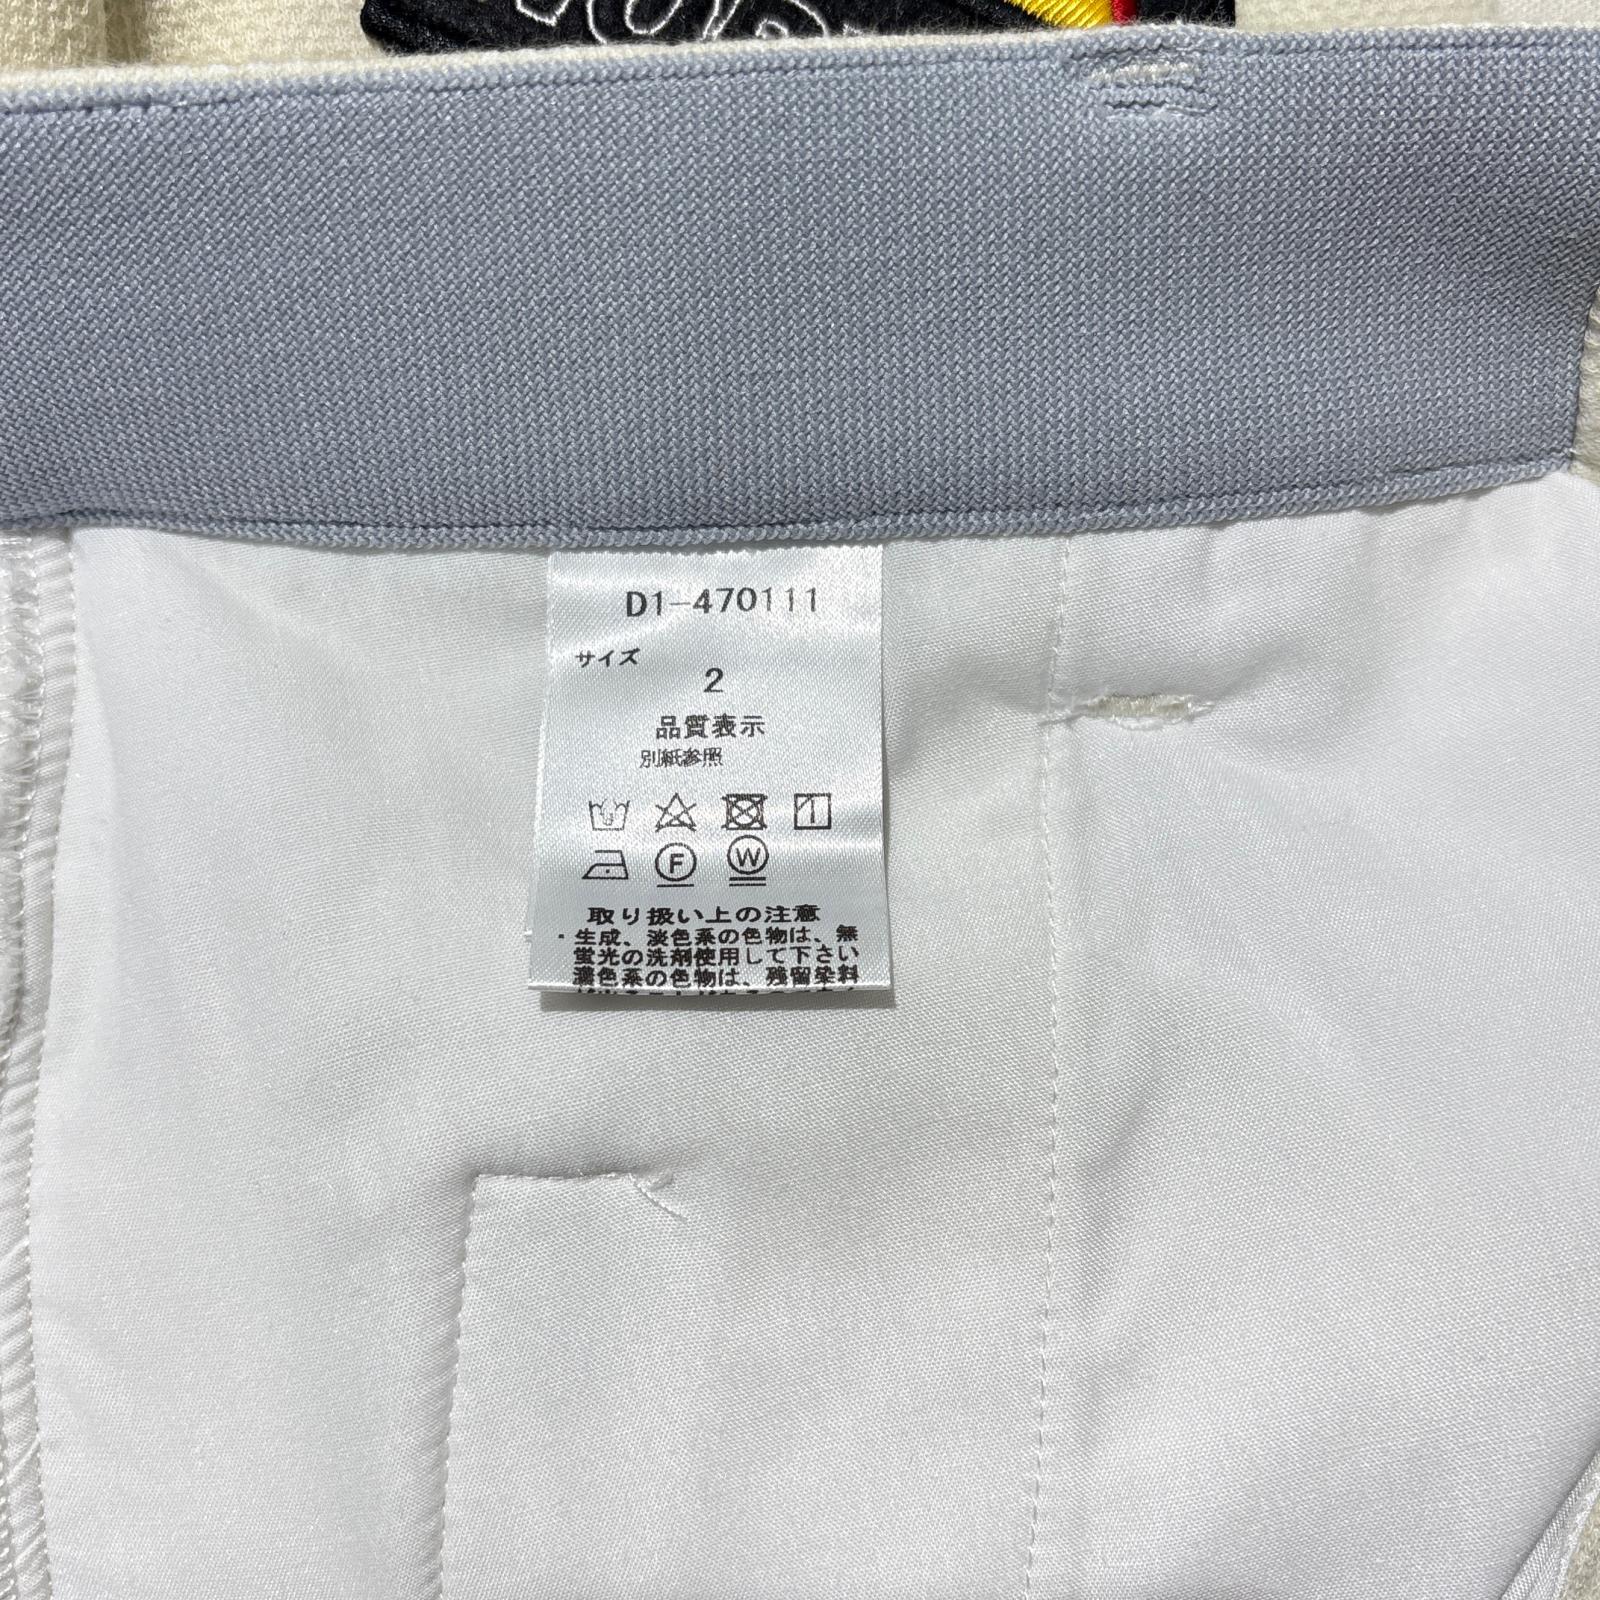 D1-470111
サイズ
2
品質表示
別紙参照
F
W
取り扱い上の注意
・生成、淡色系の色物は、無
蛍光の洗剤使用して下さい
濃色系の色物は、残留染料